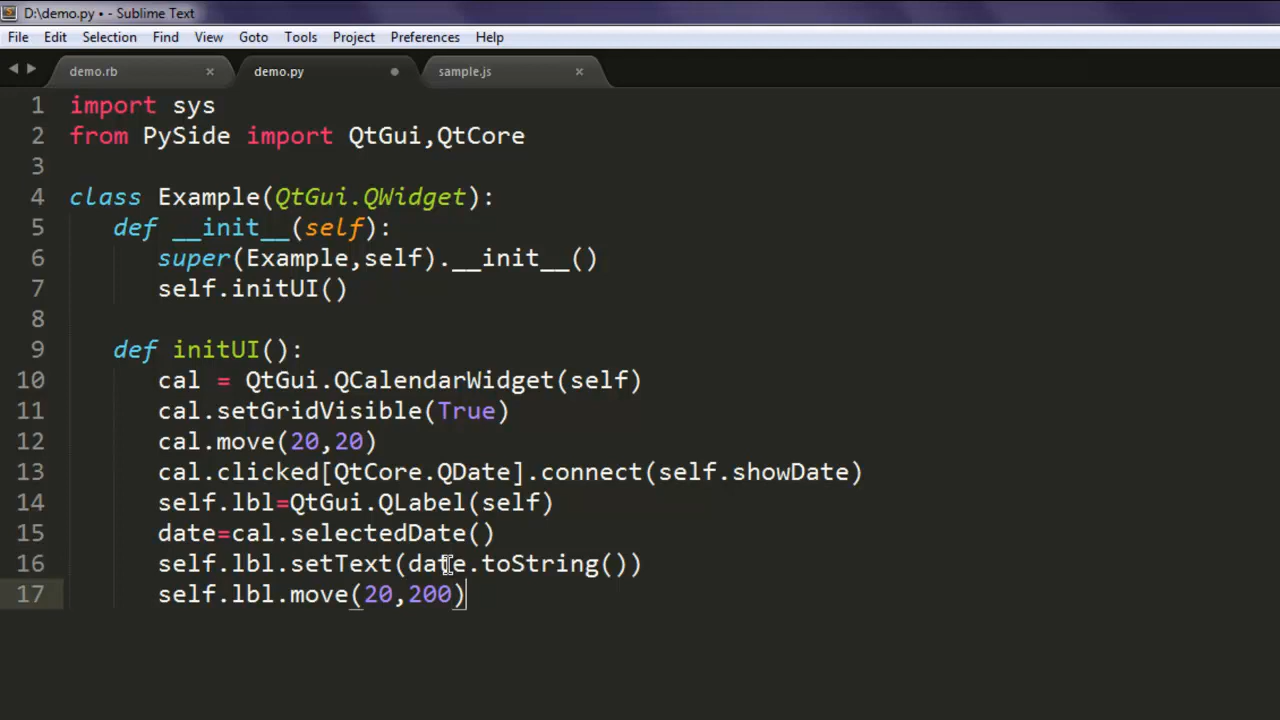 D:\demo.py • - Sublime Text
File Edit Selection Find View Goto Tools Project Preferences Help
demo.rb × demo.py sample.js ×
1 import sys
2 from PySide import QtGui,QtCore
3
4 class Example(QtGui.QWidget):
5 def __init__(self):
6 super(Example,self).__init__()
7 self.initUI()
8
9 def initUI():
10 cal = QtGui.QCalendarWidget(self)
11 cal.setGridVisible(True)
12 cal.move(20,20)
13 cal.clicked[QtCore.QDate].connect(self.showDate)
14 self.lbl=QtGui.QLabel(self)
15 date=cal.selectedDate()
16 self.lbl.setText(date.toString())
17 self.lbl.move(20,200)